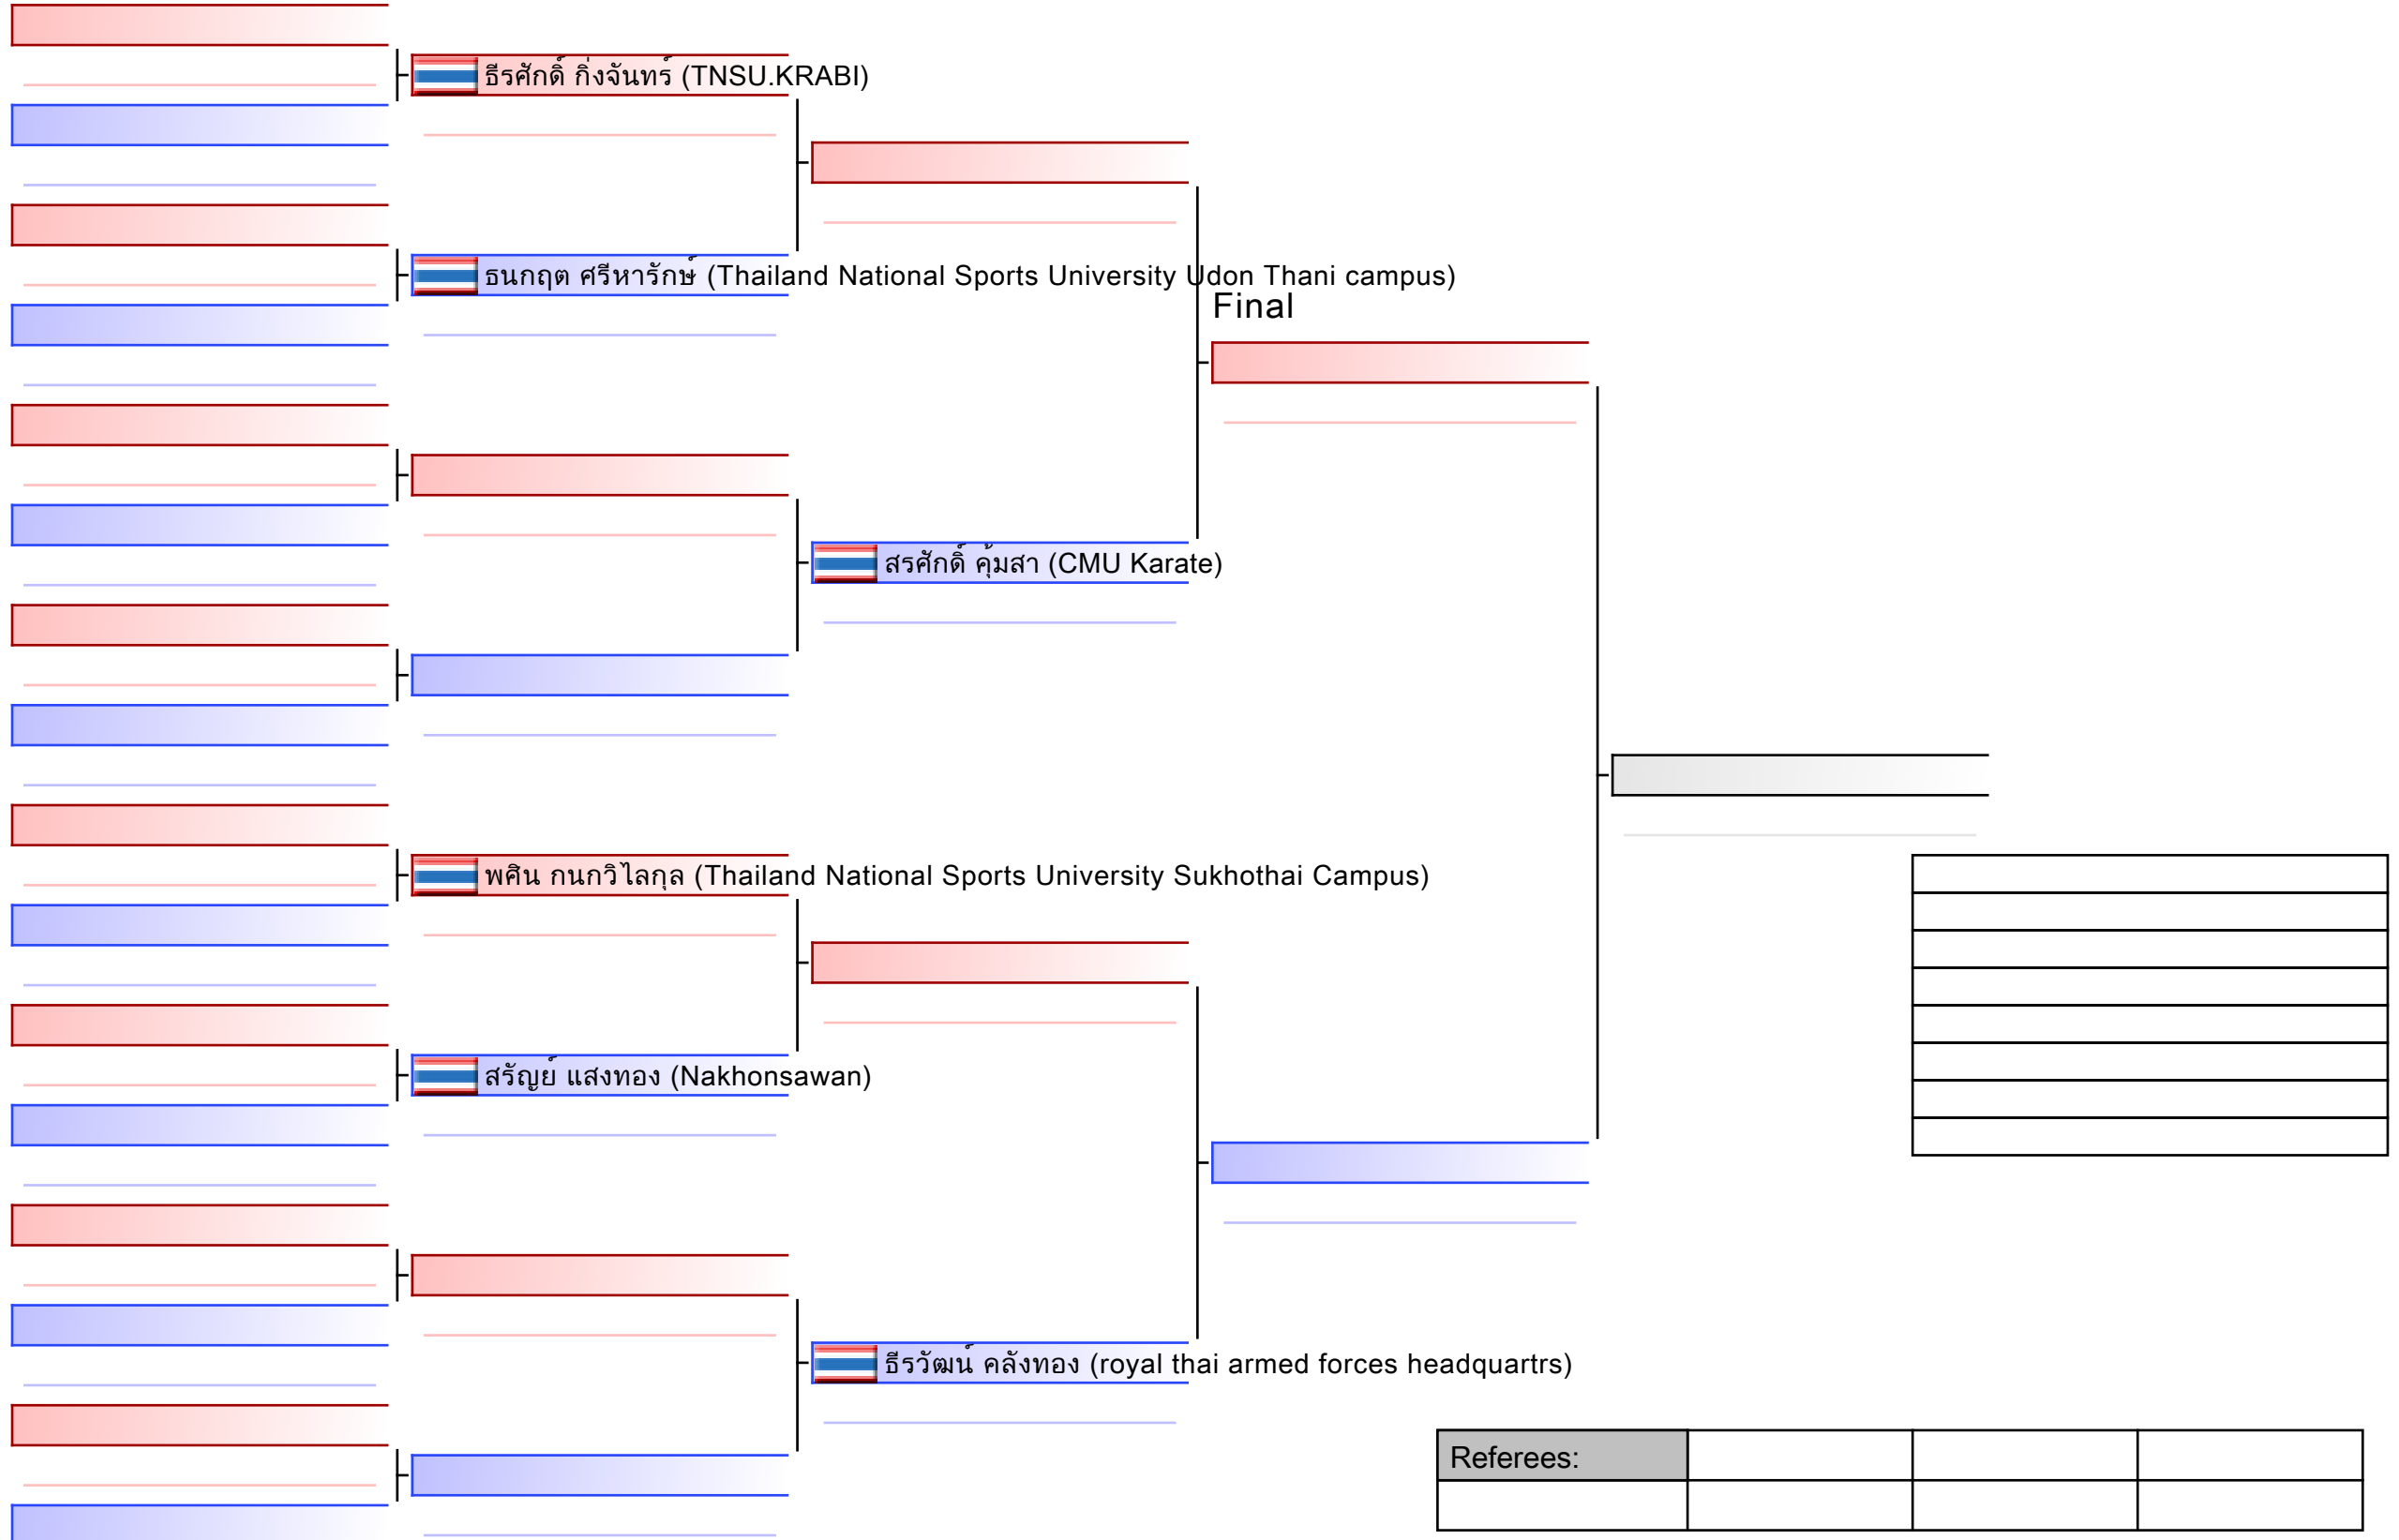 ธีรศักดิ์ กิ่งจันทร์ (TNSU.KRABI)
ธนกฤต ศรีหารักษ์ (Thailand National Sports University Udon Thani campus)
Final
สรศักดิ์ คุ้มสา (CMU Karate)
พศิน กนกวิไลกุล (Thailand National Sports University Sukhothai Campus)
สรัญย์ แสงทอง (Nakhonsawan)
ธีรวัฒน์ คลังทอง (royal thai armed forces headquartrs)
Referees: